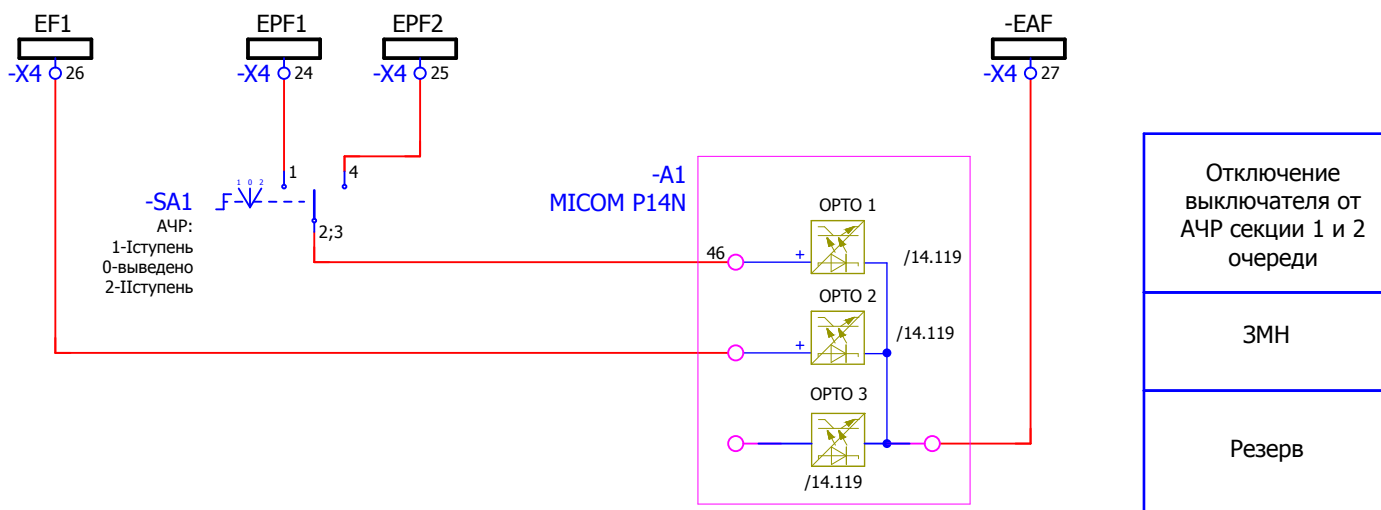 EF1
EPF1
EPF2
-EAF
-X4 26
-X4 24
-X4 25
-X4 27
1
4
1 0 2
-SA1
АЧР:
1-Iступень
0-выведено
2-IIступень
2;3
-A1
MICOM P14N
OPTO 1
46
+
/14.119
OPTO 2
+
/14.119
OPTO 3
/14.119
Отключение
выключателя от
АЧР секции 1 и 2
очереди
ЗМН
Резерв